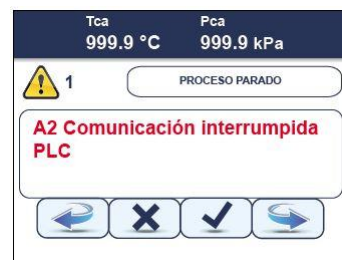 Tca Pca
999.9 °C 999.9 kPa
1 PROCESO PARADO
A2 Comunicación interrumpida
PLC